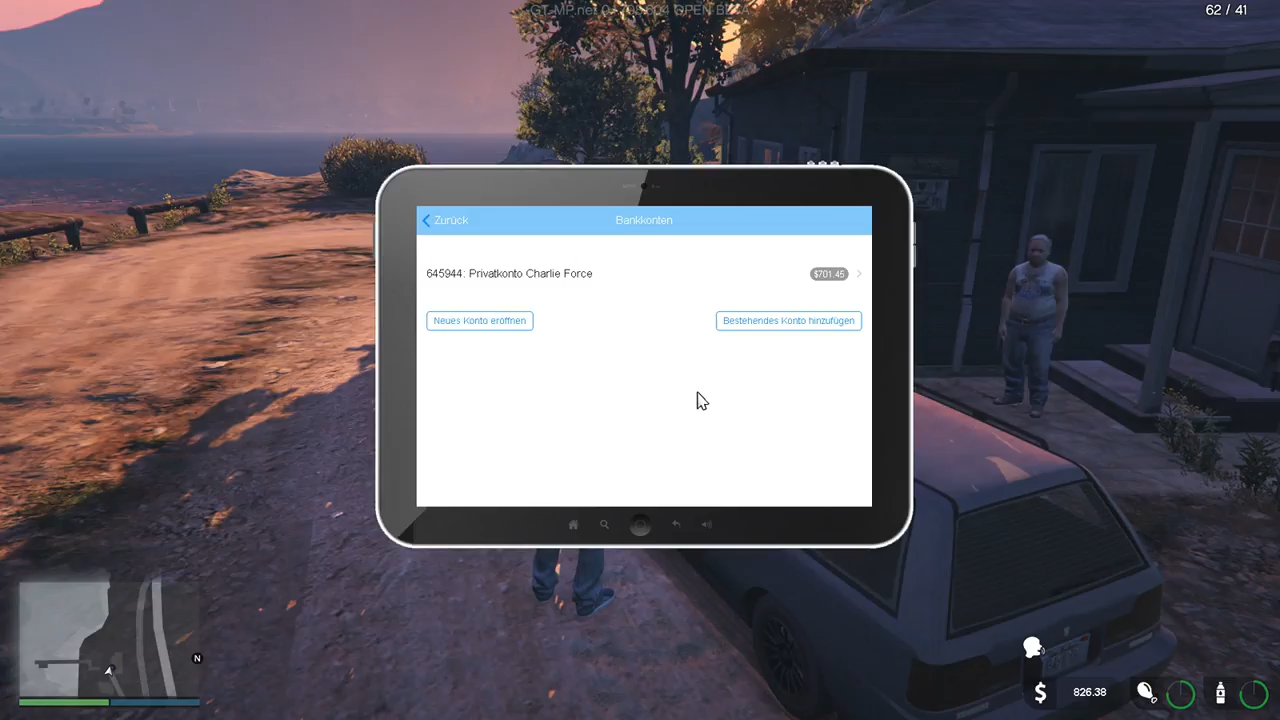 62 / 41
Zurück
Bankkonten
645944: Privatkonto Charlie Force
$701.45
Neues Konto eröffnen
Bestehendes Konto hinzufügen
N
$
826.38